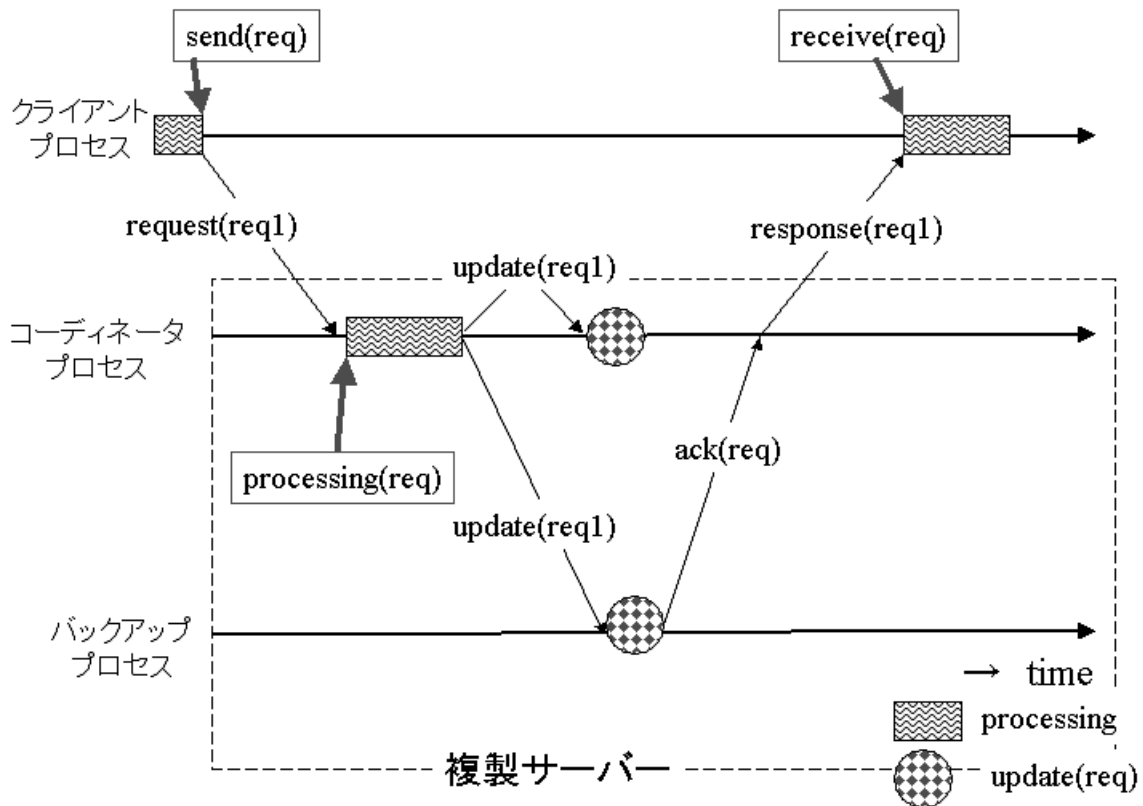 send(req)
receive(req)
クライアント
プロセス
request(req1)
response(req1)
update(req1)
コーディネータ
プロセス
ack(req)
processing(req)
update(req1)
バックアップ
プロセス
time
processing
複製サーバー
update(req)